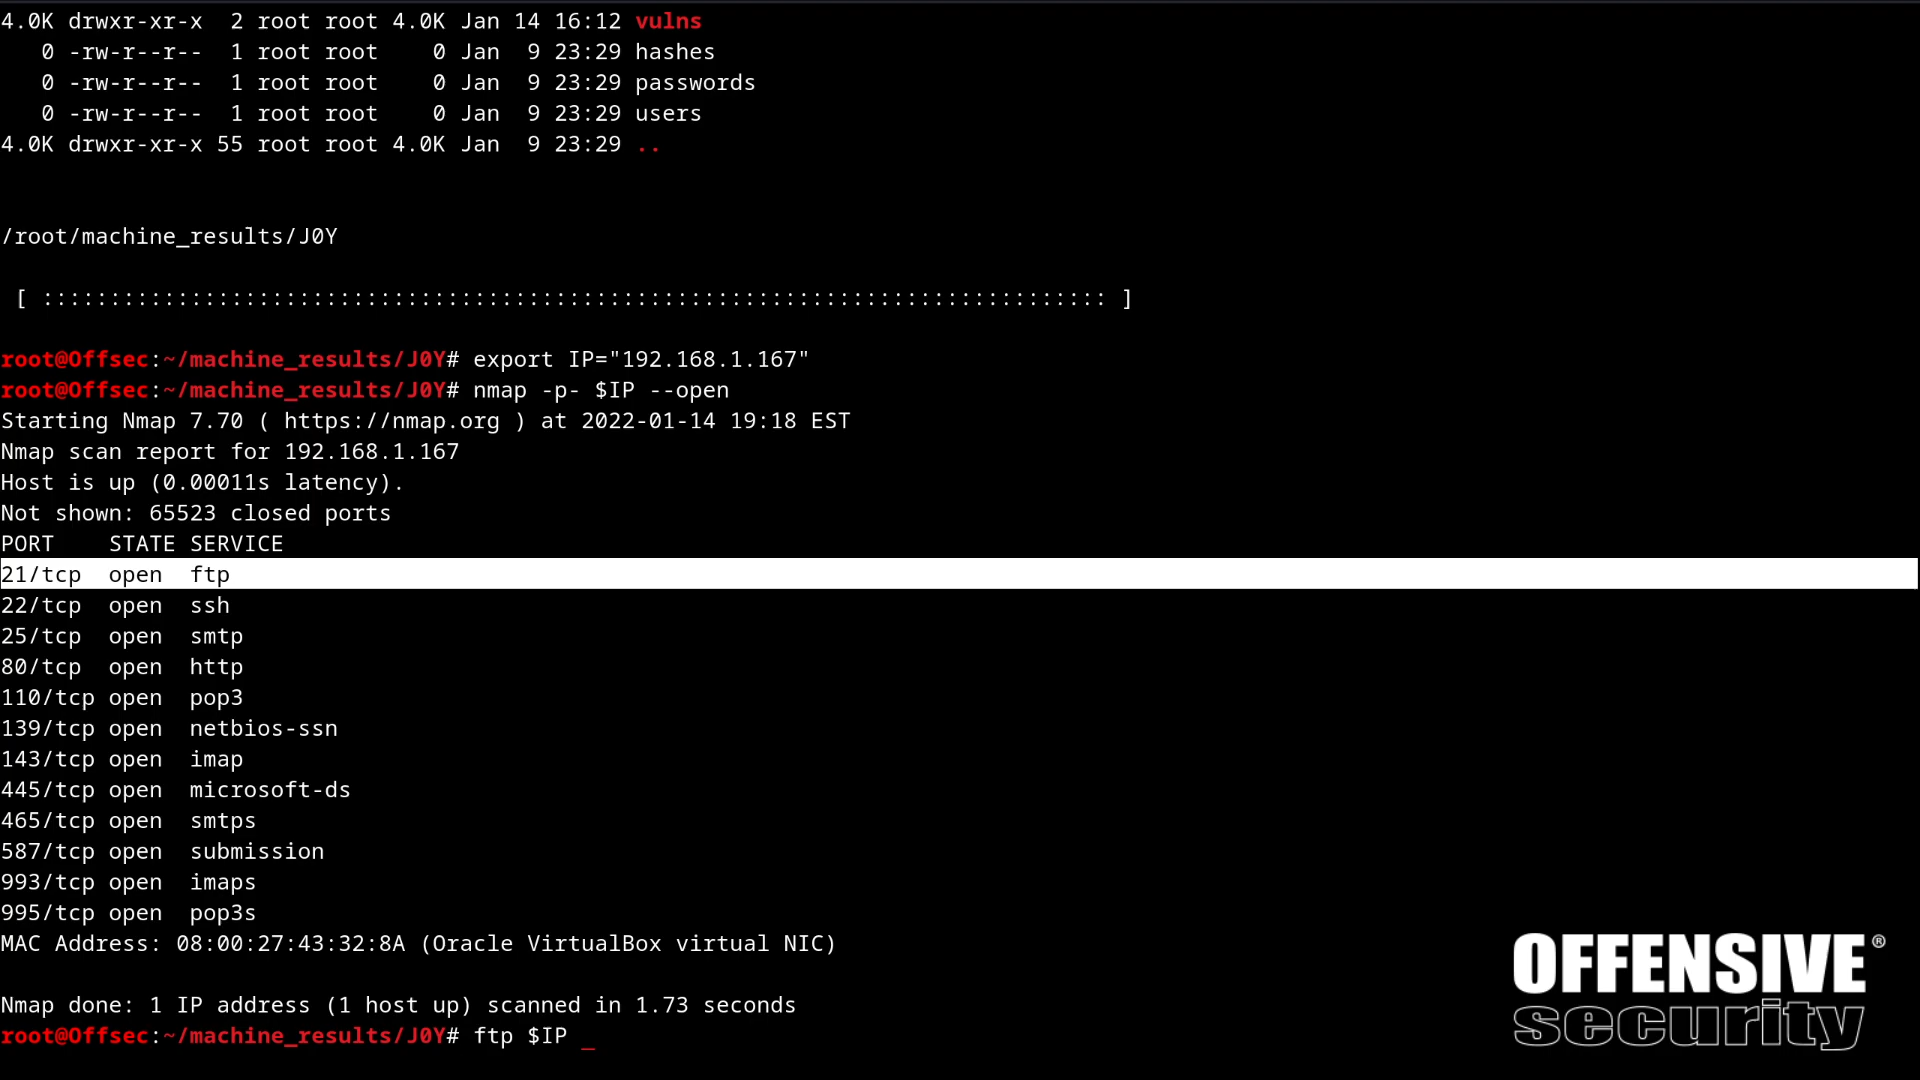 4.0K drwxr-xr-x  2 root root 4.0K Jan 14 16:12 vulns
   0 -rw-r--r--  1 root root    0 Jan  9 23:29 hashes
   0 -rw-r--r--  1 root root    0 Jan  9 23:29 passwords
   0 -rw-r--r--  1 root root    0 Jan  9 23:29 users
4.0K drwxr-xr-x 55 root root 4.0K Jan  9 23:29 ..
/root/machine_results/J0Y
[ ::::::::::::::::::::::::::::::::::::::::::::::::::::::::::::::::::::::::::::::: ]
root@Offsec:~/machine_results/J0Y# export IP="192.168.1.167"
root@Offsec:~/machine_results/J0Y# nmap -p- $IP --open
Starting Nmap 7.70 ( https://nmap.org ) at 2022-01-14 19:18 EST
Nmap scan report for 192.168.1.167
Host is up (0.00011s latency).
Not shown: 65523 closed ports
PORT    STATE SERVICE
21/tcp  open  ftp
22/tcp  open  ssh
25/tcp  open  smtp
80/tcp  open  http
110/tcp open  pop3
139/tcp open  netbios-ssn
143/tcp open  imap
445/tcp open  microsoft-ds
465/tcp open  smtps
587/tcp open  submission
993/tcp open  imaps
995/tcp open  pop3s
MAC Address: 08:00:27:43:32:8A (Oracle VirtualBox virtual NIC)
Nmap done: 1 IP address (1 host up) scanned in 1.73 seconds
root@Offsec:~/machine_results/J0Y# ftp $IP _
OFFENSIVE®
security